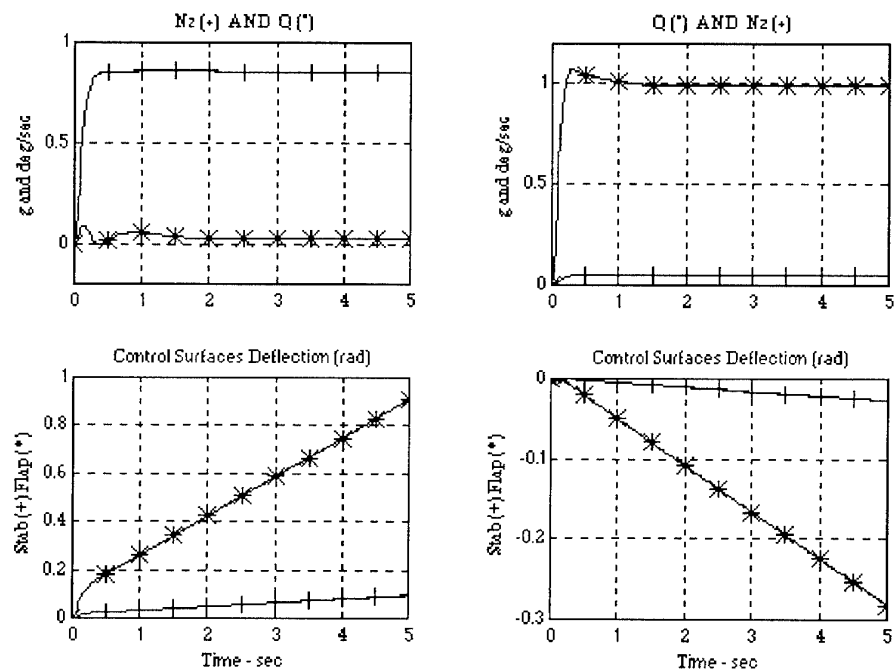 Nz (+) AND Q (*)
g and deg/sec
1
0.5
0
0 1 2 3 4 5
Q (*) AND Nz (+)
g and deg/sec
1
0.5
0
0 1 2 3 4 5
Control Surfaces Deflection (rad)
Stab (+) Flap (*)
1
0.8
0.6
0.4
0.2
0
0 1 2 3 4 5
Time - sec
Control Surfaces Deflection (rad)
Stab (+) Flap (*)
0
-0.1
-0.2
-0.3
0 1 2 3 4 5
Time - sec